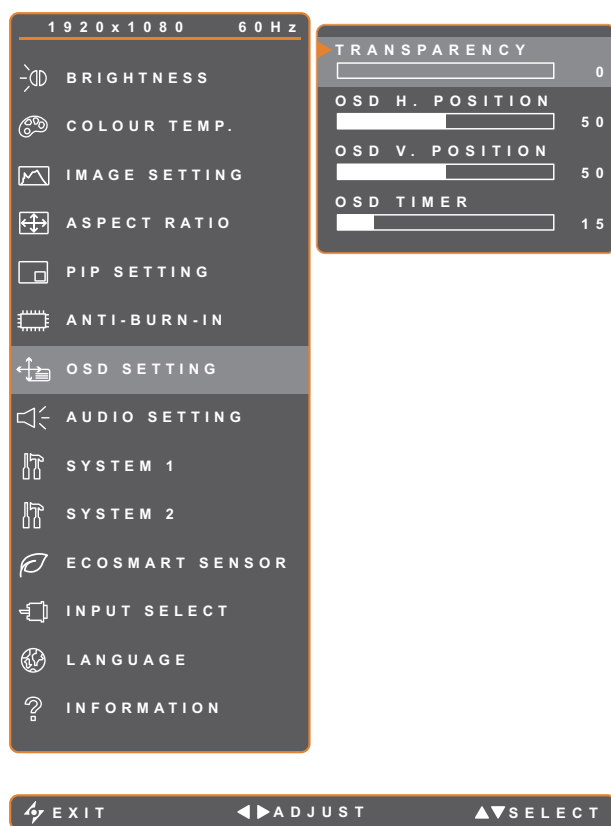 1920x1080 60Hz
BRIGHTNESS
COLOUR TEMP.
IMAGE SETTING
ASPECT RATIO
PIP SETTING
ANTI-BURN-IN
OSD SETTING
AUDIO SETTING
SYSTEM 1
SYSTEM 2
ECOSMART SENSOR
INPUT SELECT
LANGUAGE
INFORMATION
TRANSPARENCY
0
OSD H. POSITION
50
OSD V. POSITION
50
OSD TIMER
15
EXIT ADJUST SELECT